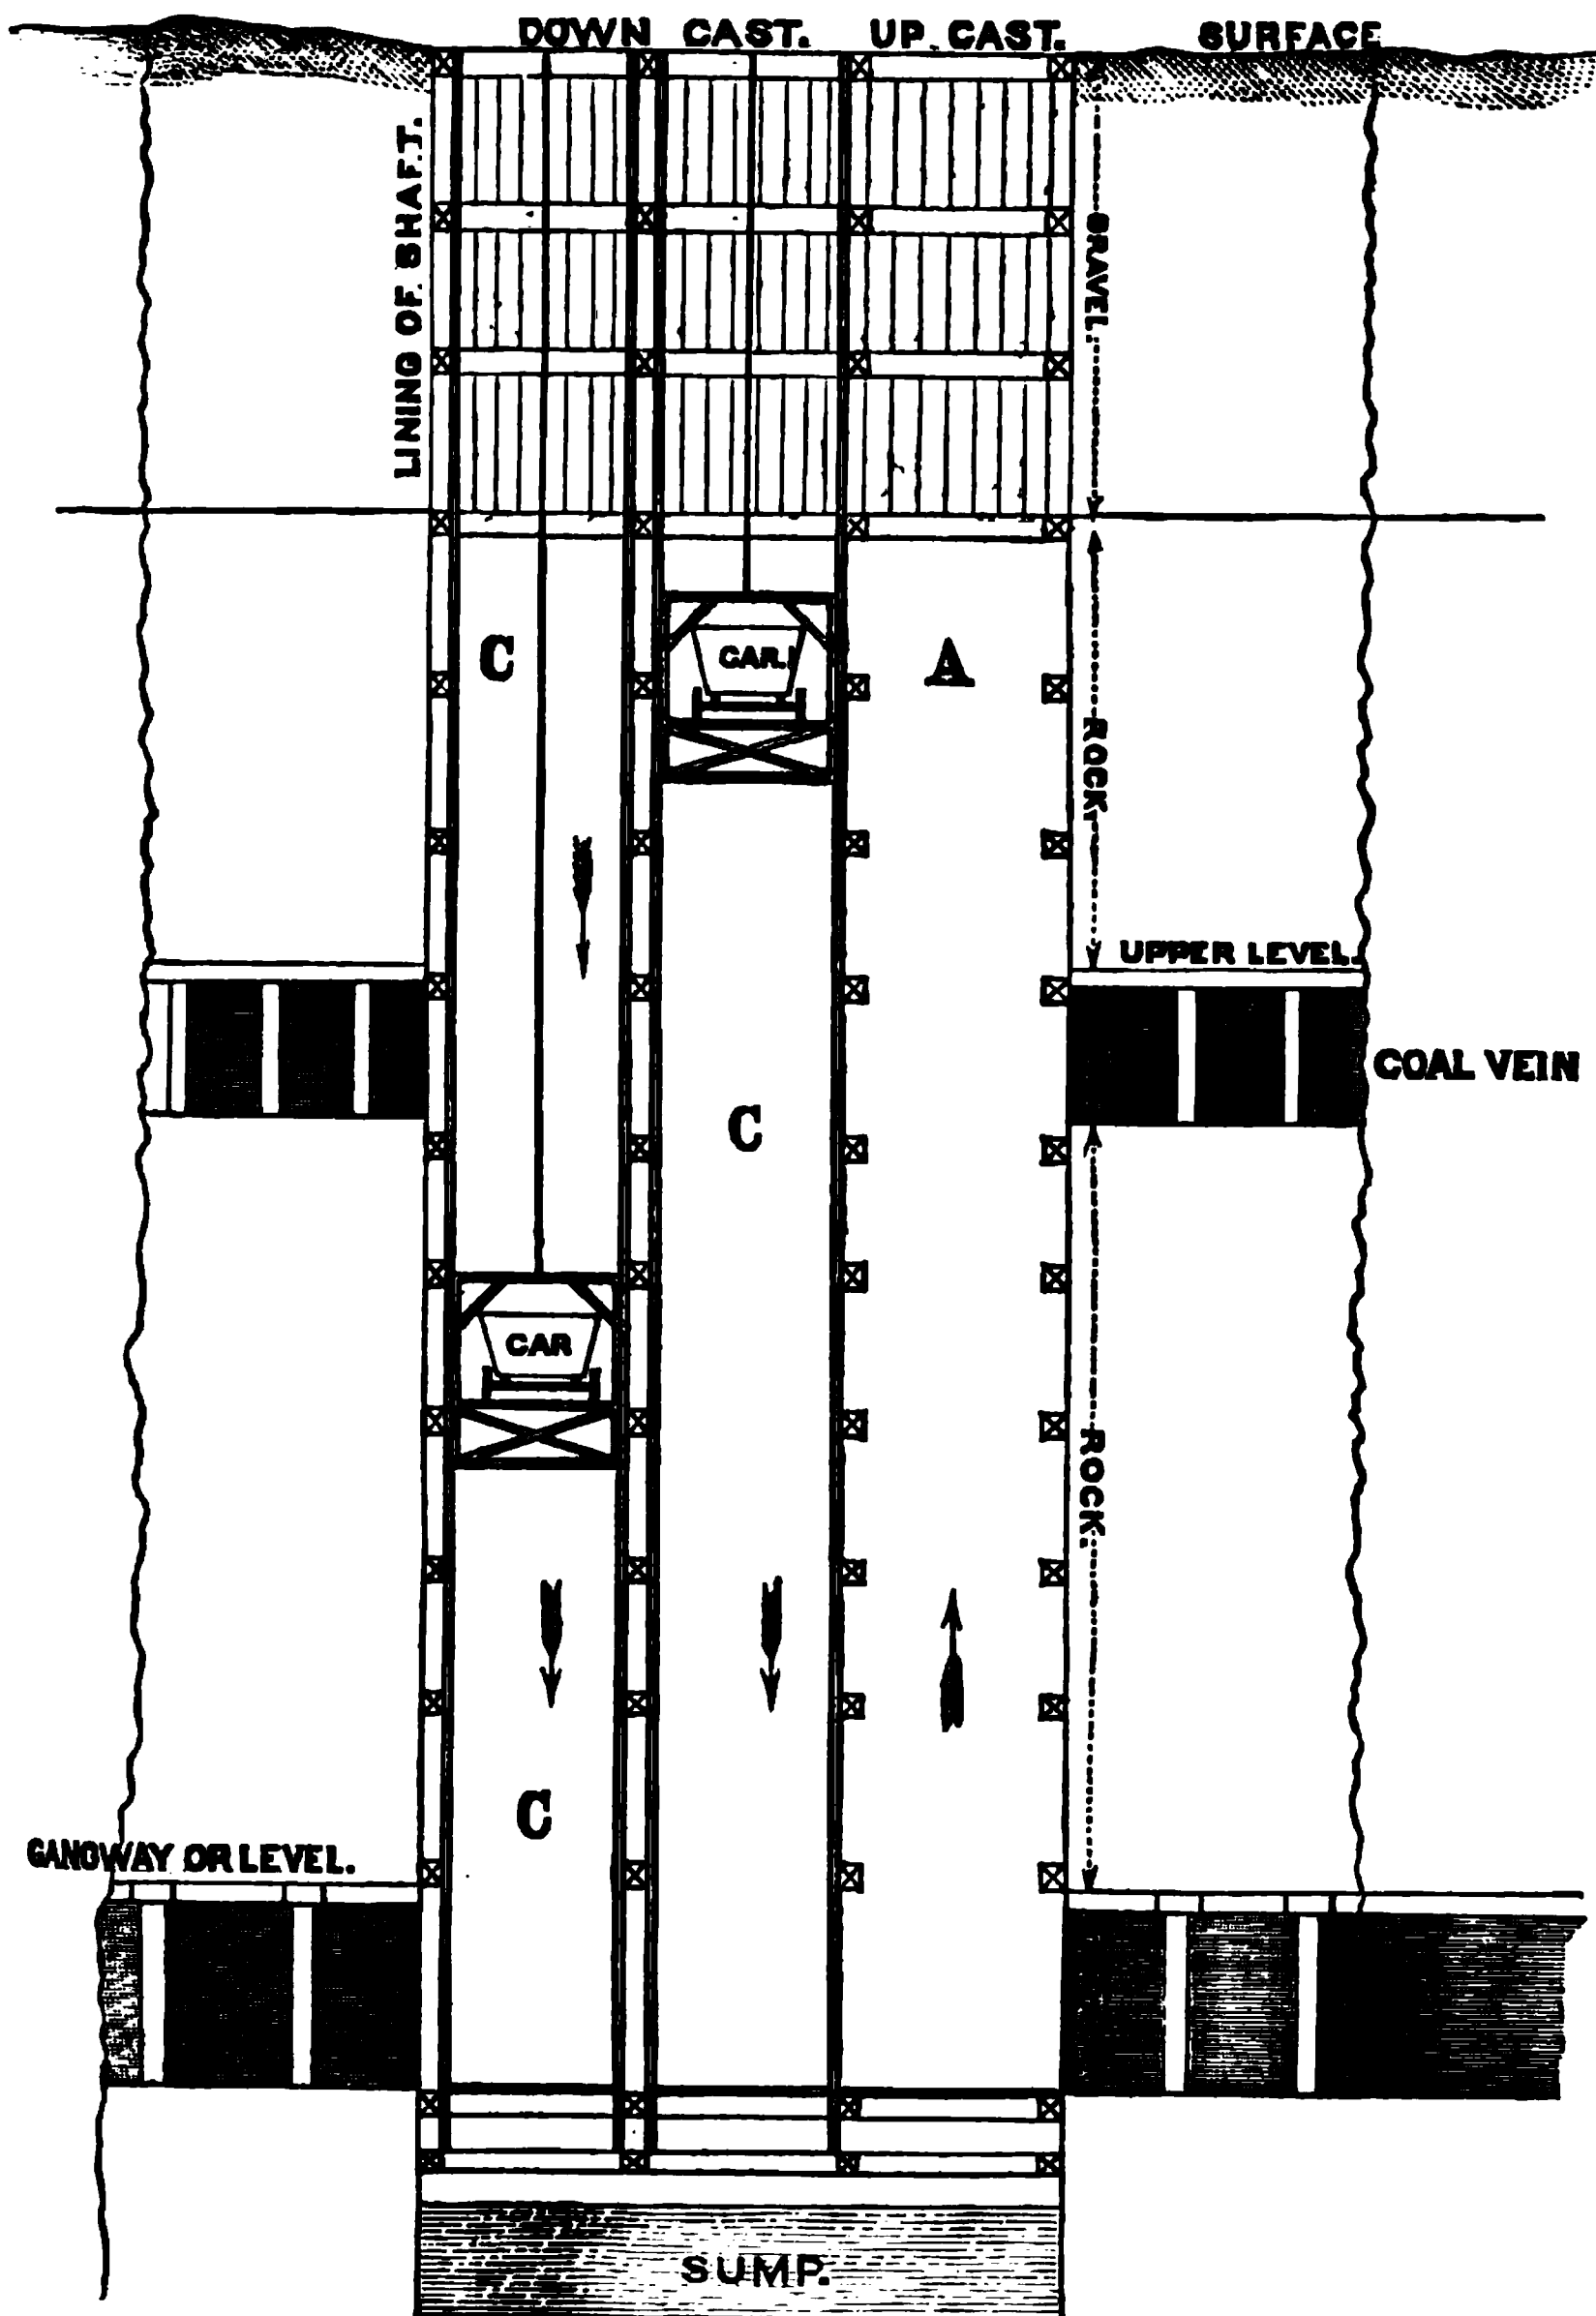 DOWN CAST. UP CAST. SURFACE
LINING OF SHAFT.
GRAVEL.
C
CAR.
A
ROCK.
UPPER LEVEL.
COAL VEIN
C
CAR
ROCK.
C
GANGWAY OR LEVEL.
SUMP.